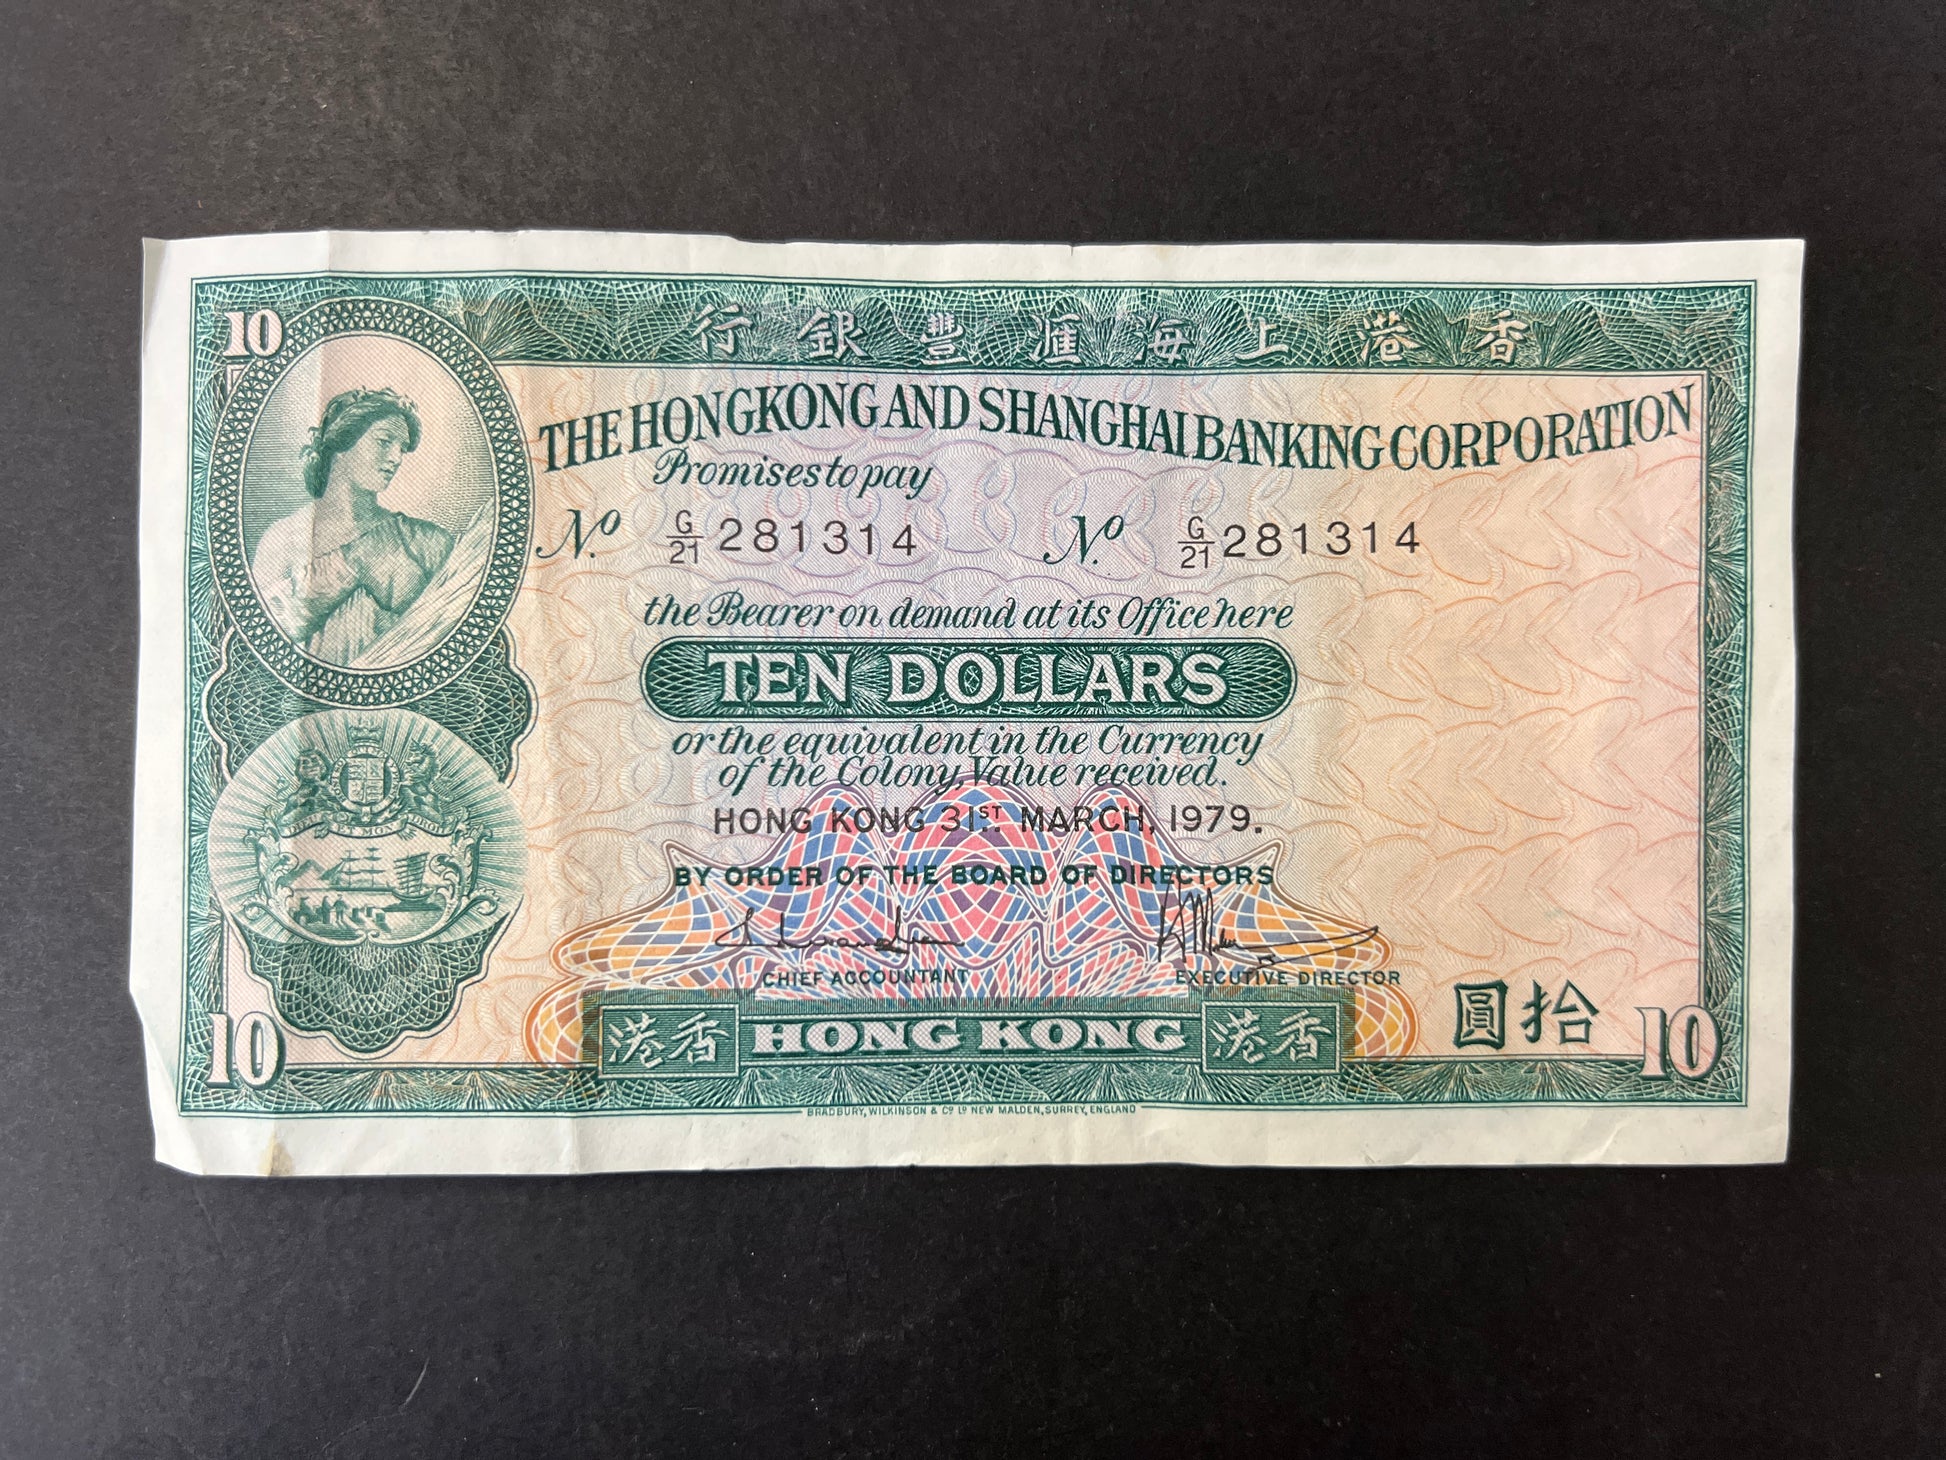 行銀豐滙海上港香
10
THE HONGKONG AND SHANGHAI BANKING CORPORATION
Promises to pay
No. G/21 281314 No. G/21 281314
the Bearer on demand at its Office here
TEN DOLLARS
or the equivalent in the Currency
of the Colony, Value received.
HONG KONG 31ST MARCH, 1979.
BY ORDER OF THE BOARD OF DIRECTORS
CHIEF ACCOUNTANT EXECUTIVE DIRECTOR
圓拾
10 港香 HONG KONG 港香 10
BRADBURY, WILKINSON & Co. Ld. NEW MALDEN, SURREY, ENGLAND